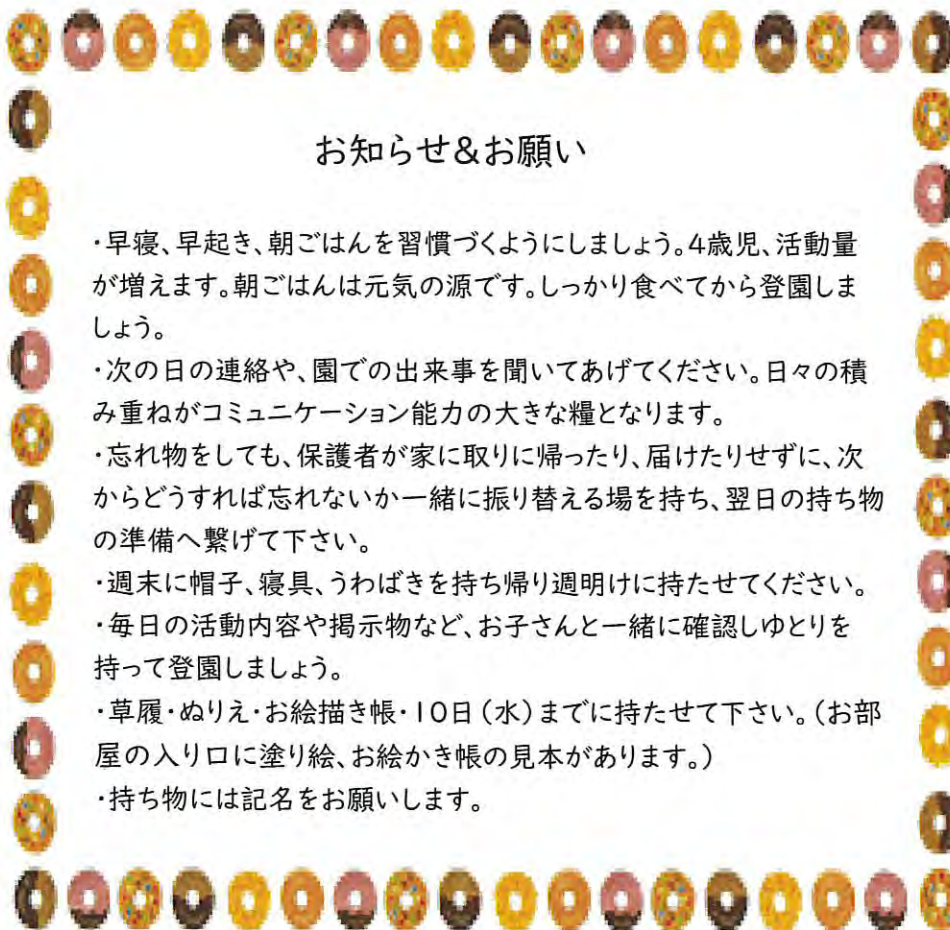 お知らせ&お願い
・早寝、早起き、朝ごはんを習慣づくようにしましょう。4歳児、活動量
が増えます。朝ごはんは元気の源です。しっかり食べてから登園しま
しょう。
・次の日の連絡や、園での出来事を聞いてあげてください。日々の積
み重ねがコミュニケーション能力の大きな糧となります。
・忘れ物をしても、保護者が家に取りに帰ったり、届けたりせずに、次
からどうすれば忘れないか一緒に振り替える場を持ち、翌日の持ち物
の準備へ繋げて下さい。
・週末に帽子、寝具、うわばきを持ち帰り週明けに持たせてください。
・毎日の活動内容や掲示物など、お子さんと一緒に確認しゆとりを
持って登園しましょう。
・草履・ぬりえ・お絵描き帳・10日(水)までに持たせて下さい。(お部
屋の入り口に塗り絵、お絵かき帳の見本があります。)
・持ち物には記名をお願いします。